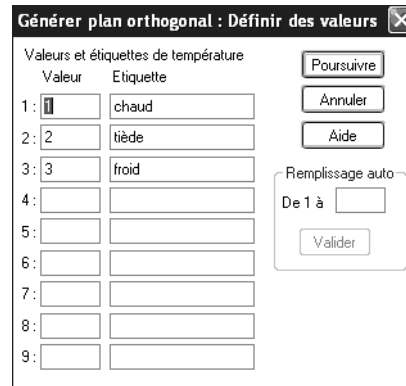 Générer plan orthogonal : Définir des valeurs
Valeurs et étiquettes de température
Valeur Etiquette
1 : 1 chaud
2 : 2 tiède
3 : 3 froid
4 :
5 :
6 :
7 :
8 :
9 :
Poursuivre
Annuler
Aide
Remplissage auto
De 1 à
Valider